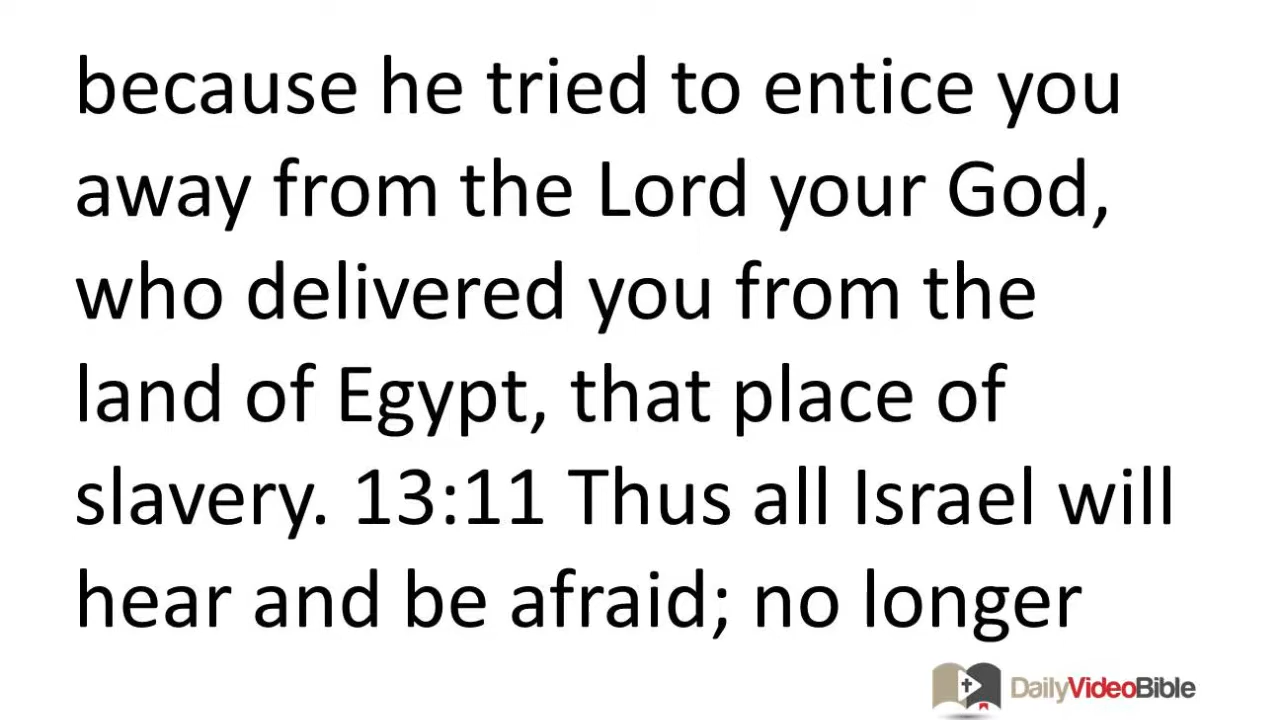 because he tried to entice you
away from the Lord your God,
who delivered you from the
land of Egypt, that place of
slavery. 13:11 Thus all Israel will
hear and be afraid; no longer
DailyVideoBible